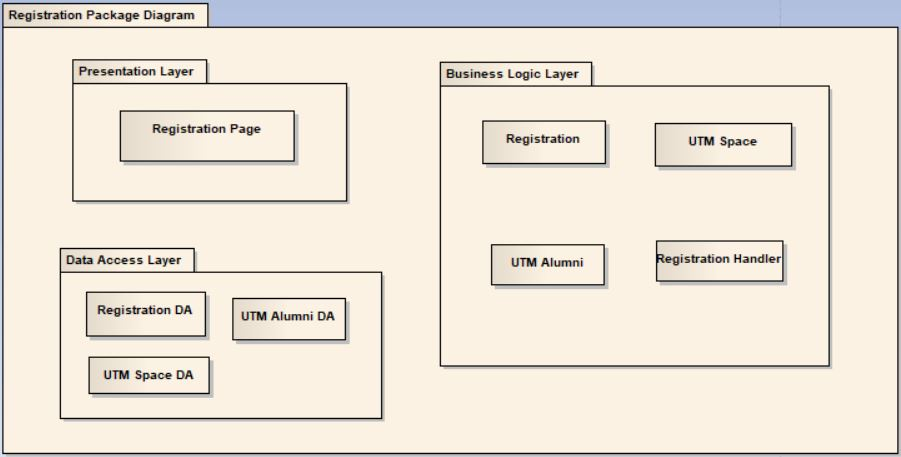 Registration Package Diagram
Presentation Layer
Registration Page
Business Logic Layer
Registration
UTM Space
UTM Alumni
Registration Handler
Data Access Layer
Registration DA
UTM Alumni DA
UTM Space DA